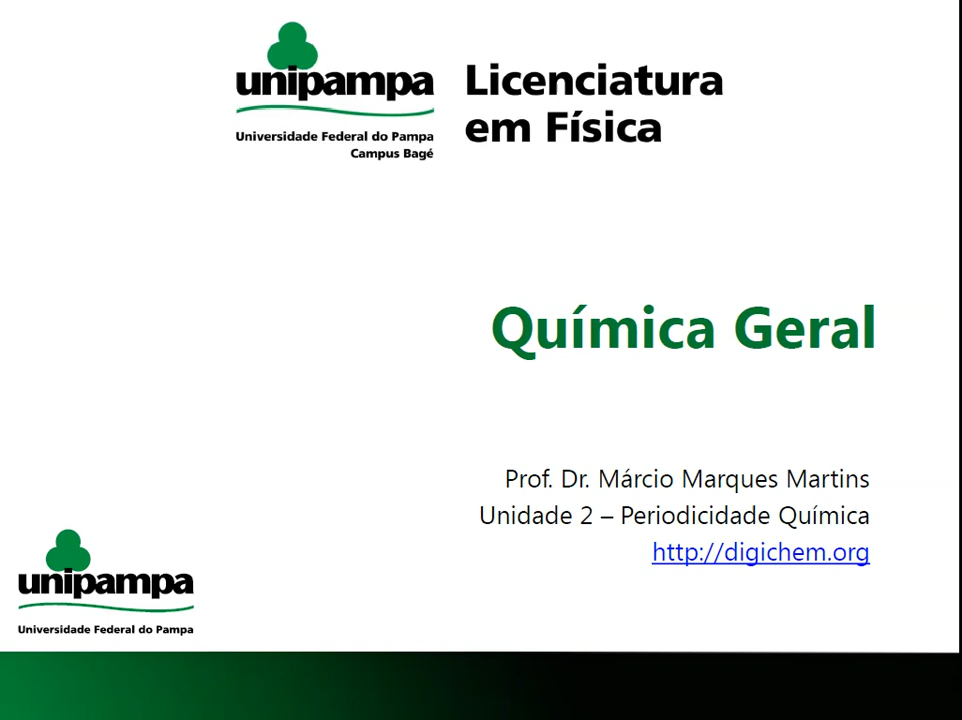 unipampa
Universidade Federal do Pampa
Campus Bagé
Licenciatura
em Física
Química Geral
Prof. Dr. Márcio Marques Martins
Unidade 2 – Periodicidade Química
http://digichem.org
unipampa
Universidade Federal do Pampa